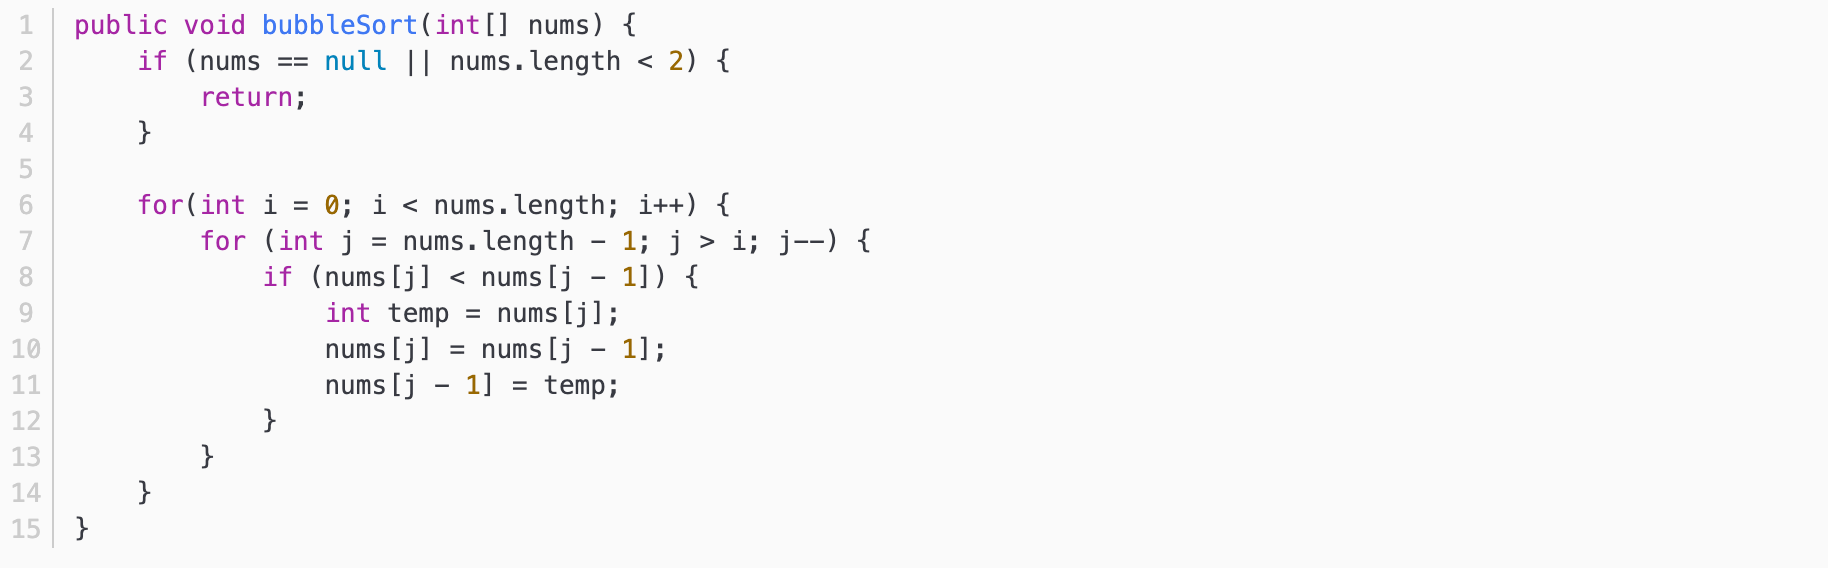 1 public void bubbleSort(int[] nums) {
2     if (nums == null || nums.length < 2) {
3         return;
4     }
5
6     for(int i = 0; i < nums.length; i++) {
7         for (int j = nums.length - 1; j > i; j--) {
8             if (nums[j] < nums[j - 1]) {
9                 int temp = nums[j];
10                 nums[j] = nums[j - 1];
11                 nums[j - 1] = temp;
12             }
13         }
14     }
15 }